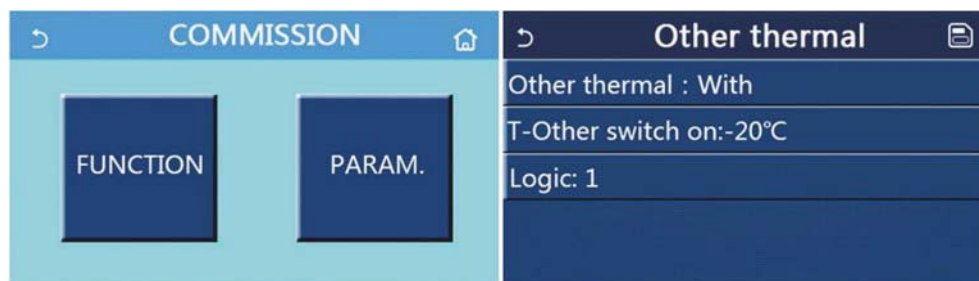 COMMISSION
FUNCTION
PARAM.
Other thermal
Other thermal : With
T-Other switch on:-20℃
Logic: 1